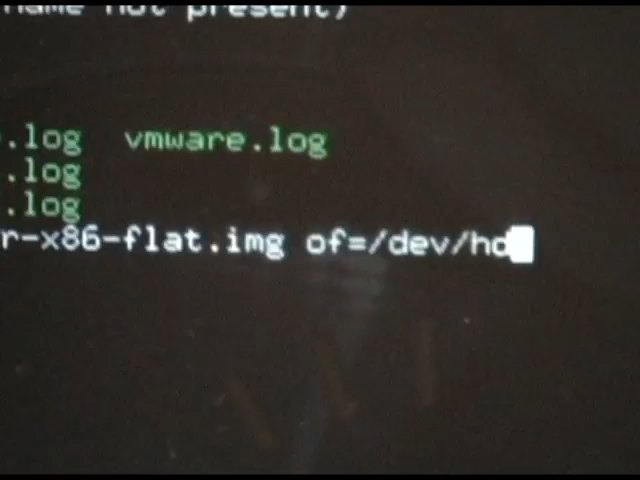 name not present)
.log vmware.log
.log
.log
r-x86-flat.img of=/dev/hd